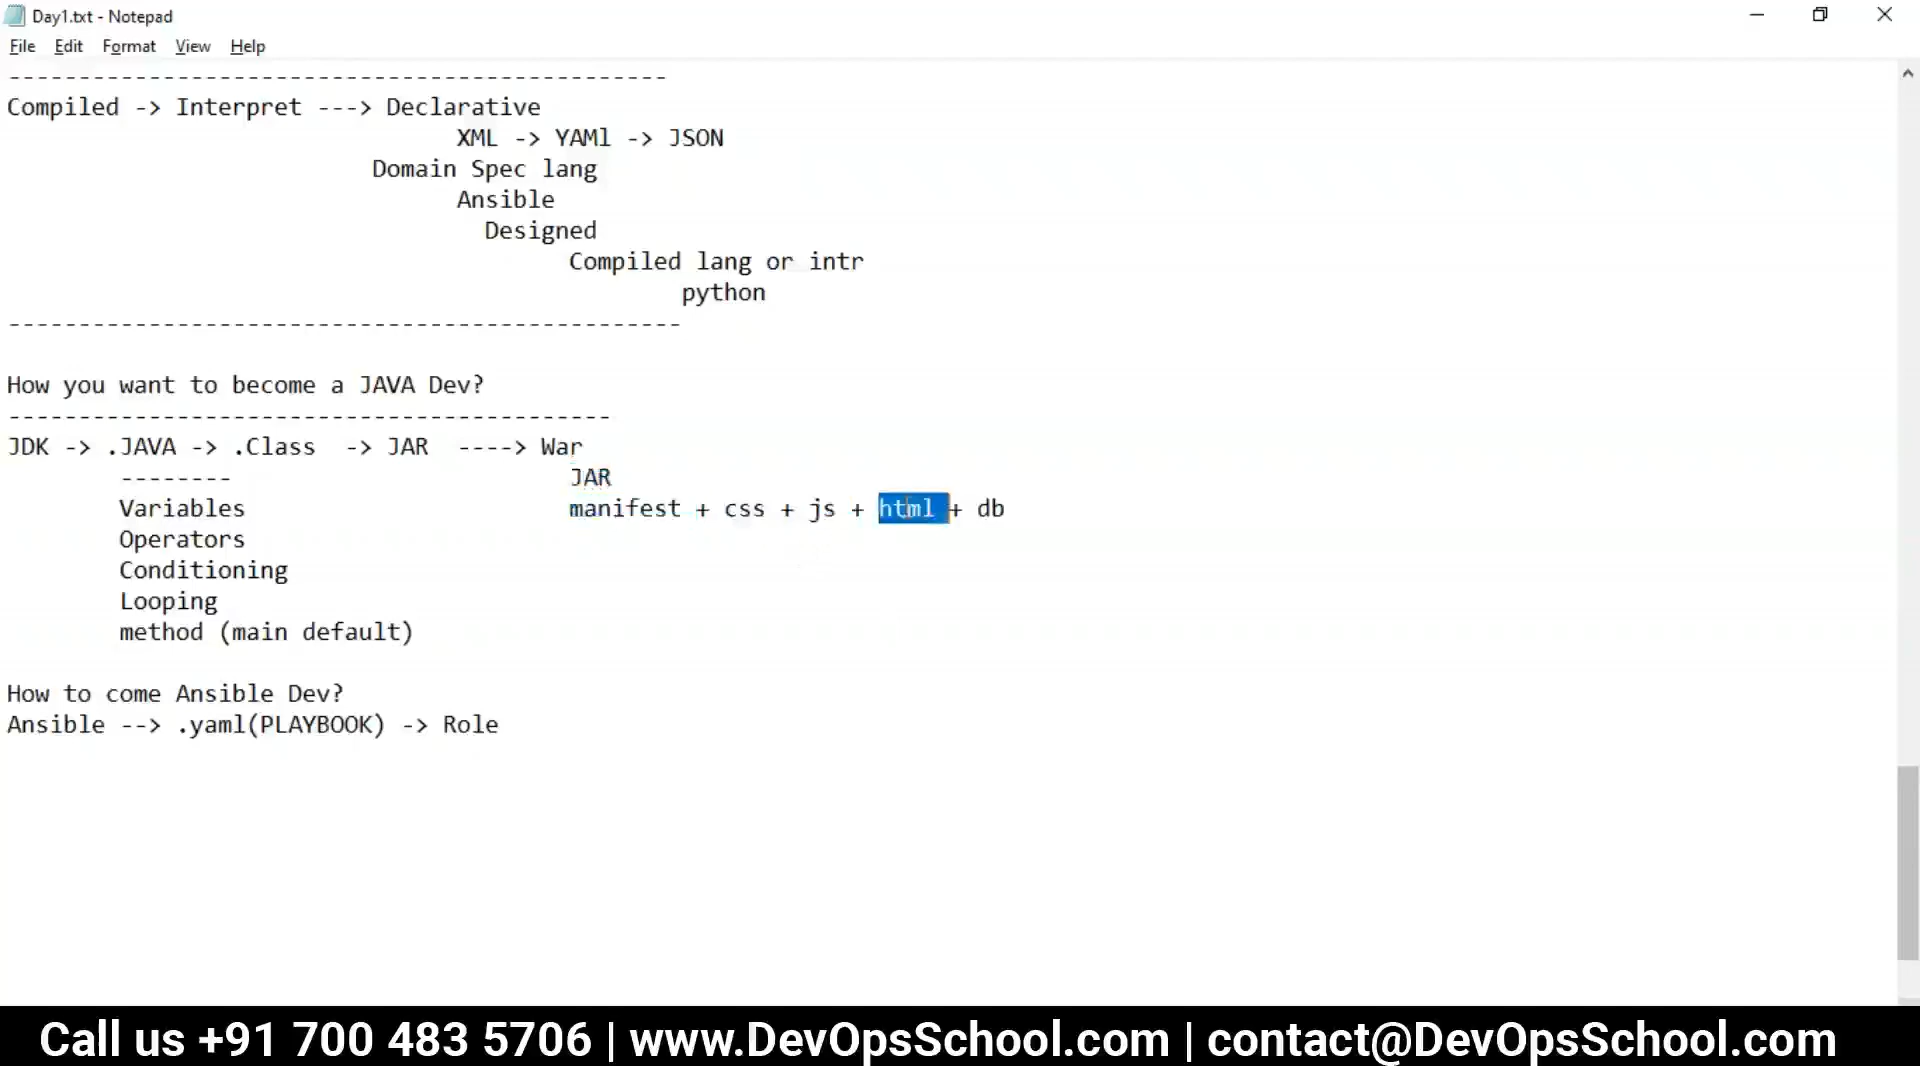 Day1.txt - Notepad
File Edit Format View Help
-----------------------------------------------
Compiled -> Interpret ---> Declarative
XML -> YAMl -> JSON
Domain Spec lang
Ansible
Designed
Compiled lang or intr
python
------------------------------------------------
How you want to become a JAVA Dev?
-------------------------------------------
JDK -> .JAVA -> .Class -> JAR ----> War
-------- JAR
Variables manifest + css + js + html + db
Operators
Conditioning
Looping
method (main default)
How to come Ansible Dev?
Ansible --> .yaml(PLAYBOOK) -> Role
Call us +91 700 483 5706 | www.DevOpsSchool.com | contact@DevOpsSchool.com